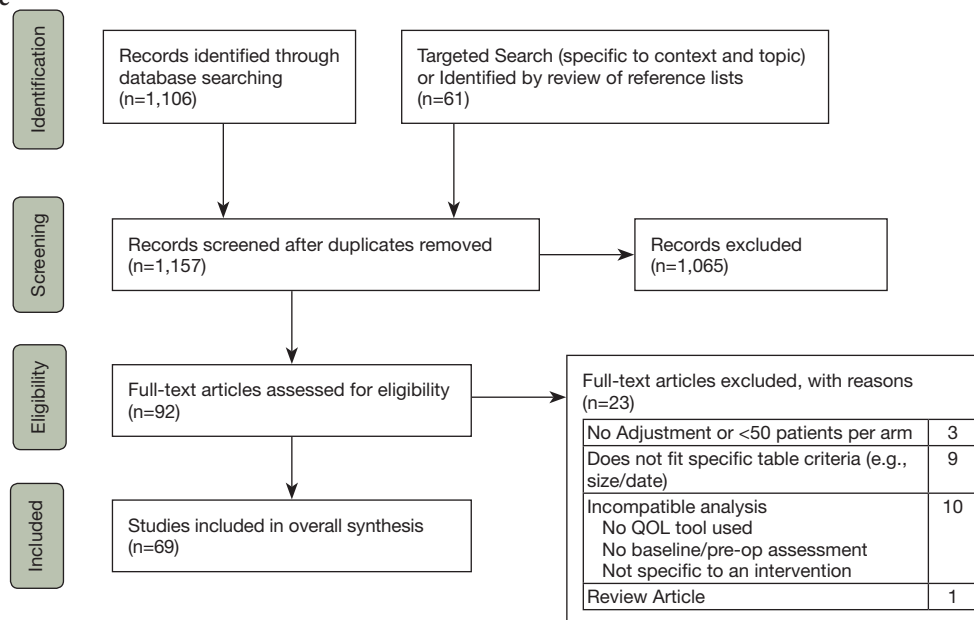 Identification
Records identified through
database searching
(n=1,106)
Targeted Search (specific to context and topic)
or Identified by review of reference lists
(n=61)
Screening
Records screened after duplicates removed
(n=1,157)
Records excluded
(n=1,065)
Eligibility
Full-text articles assessed for eligibility
(n=92)
Full-text articles excluded, with reasons
(n=23)
No Adjustment or <50 patients per arm 3
Does not fit specific table criteria (e.g., 9
size/date)
Incompatible analysis 10
No QOL tool used
No baseline/pre-op assessment
Not specific to an intervention
Review Article 1
Included
Studies included in overall synthesis
(n=69)